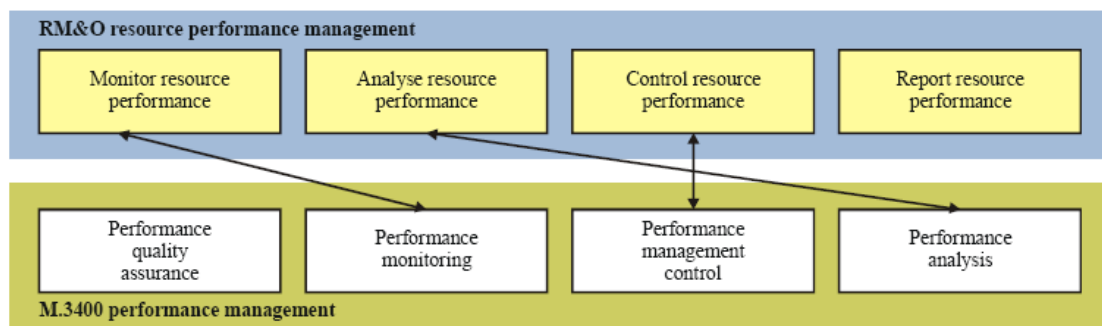 RM&O resource performance management
Monitor resource
performance
Analyse resource
performance
Control resource
performance
Report resource
performance
Performance
quality
assurance
Performance
monitoring
Performance
management
control
Performance
analysis
M.3400 performance management